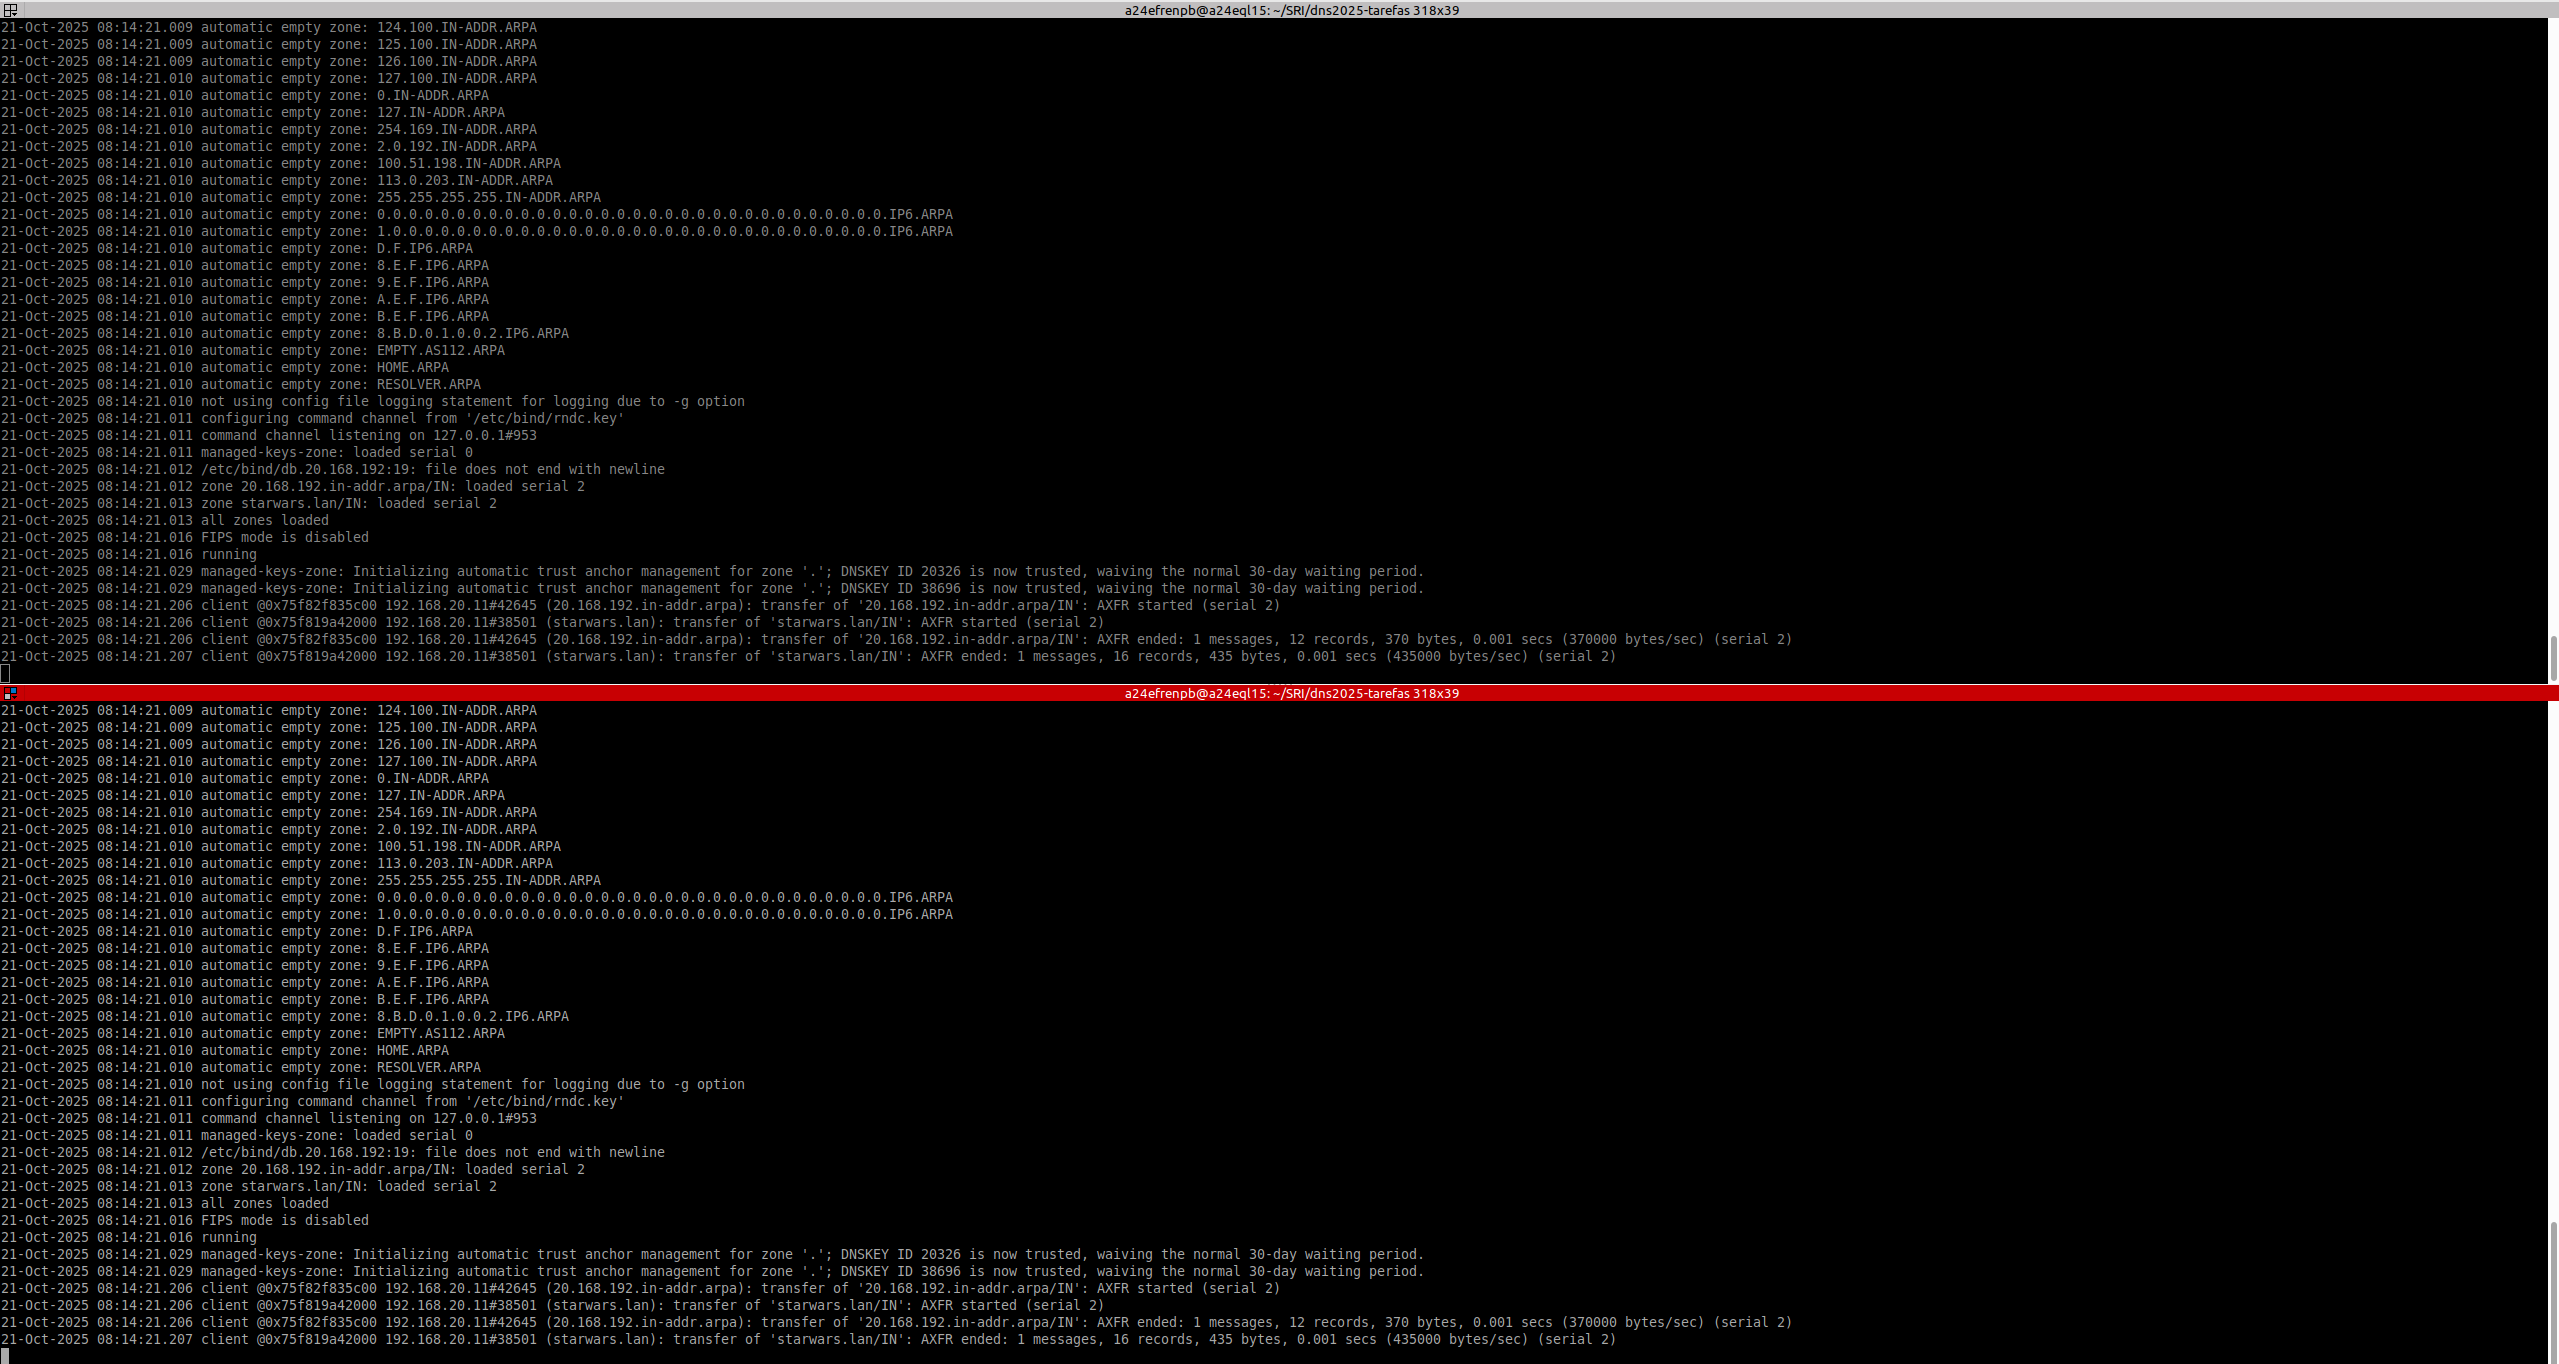 a24efrenpb@a24eql15: ~/SRI/dns2025-tarefas 318x39
21-Oct-2025 08:14:21.009 automatic empty zone: 124.100.IN-ADDR.ARPA
21-Oct-2025 08:14:21.009 automatic empty zone: 125.100.IN-ADDR.ARPA
21-Oct-2025 08:14:21.009 automatic empty zone: 126.100.IN-ADDR.ARPA
21-Oct-2025 08:14:21.010 automatic empty zone: 127.100.IN-ADDR.ARPA
21-Oct-2025 08:14:21.010 automatic empty zone: 0.IN-ADDR.ARPA
21-Oct-2025 08:14:21.010 automatic empty zone: 127.IN-ADDR.ARPA
21-Oct-2025 08:14:21.010 automatic empty zone: 254.169.IN-ADDR.ARPA
21-Oct-2025 08:14:21.010 automatic empty zone: 2.0.192.IN-ADDR.ARPA
21-Oct-2025 08:14:21.010 automatic empty zone: 100.51.198.IN-ADDR.ARPA
21-Oct-2025 08:14:21.010 automatic empty zone: 113.0.203.IN-ADDR.ARPA
21-Oct-2025 08:14:21.010 automatic empty zone: 255.255.255.255.IN-ADDR.ARPA
21-Oct-2025 08:14:21.010 automatic empty zone: 0.0.0.0.0.0.0.0.0.0.0.0.0.0.0.0.0.0.0.0.0.0.0.0.0.0.0.0.0.0.0.0.IP6.ARPA
21-Oct-2025 08:14:21.010 automatic empty zone: 1.0.0.0.0.0.0.0.0.0.0.0.0.0.0.0.0.0.0.0.0.0.0.0.0.0.0.0.0.0.0.0.IP6.ARPA
21-Oct-2025 08:14:21.010 automatic empty zone: D.F.IP6.ARPA
21-Oct-2025 08:14:21.010 automatic empty zone: 8.E.F.IP6.ARPA
21-Oct-2025 08:14:21.010 automatic empty zone: 9.E.F.IP6.ARPA
21-Oct-2025 08:14:21.010 automatic empty zone: A.E.F.IP6.ARPA
21-Oct-2025 08:14:21.010 automatic empty zone: B.E.F.IP6.ARPA
21-Oct-2025 08:14:21.010 automatic empty zone: 8.B.D.0.1.0.0.2.IP6.ARPA
21-Oct-2025 08:14:21.010 automatic empty zone: EMPTY.AS112.ARPA
21-Oct-2025 08:14:21.010 automatic empty zone: HOME.ARPA
21-Oct-2025 08:14:21.010 automatic empty zone: RESOLVER.ARPA
21-Oct-2025 08:14:21.010 not using config file logging statement for logging due to -g option
21-Oct-2025 08:14:21.011 configuring command channel from '/etc/bind/rndc.key'
21-Oct-2025 08:14:21.011 command channel listening on 127.0.0.1#953
21-Oct-2025 08:14:21.011 managed-keys-zone: loaded serial 0
21-Oct-2025 08:14:21.012 /etc/bind/db.20.168.192:19: file does not end with newline
21-Oct-2025 08:14:21.012 zone 20.168.192.in-addr.arpa/IN: loaded serial 2
21-Oct-2025 08:14:21.013 zone starwars.lan/IN: loaded serial 2
21-Oct-2025 08:14:21.013 all zones loaded
21-Oct-2025 08:14:21.016 FIPS mode is disabled
21-Oct-2025 08:14:21.016 running
21-Oct-2025 08:14:21.029 managed-keys-zone: Initializing automatic trust anchor management for zone '.'; DNSKEY ID 20326 is now trusted, waiving the normal 30-day waiting period.
21-Oct-2025 08:14:21.029 managed-keys-zone: Initializing automatic trust anchor management for zone '.'; DNSKEY ID 38696 is now trusted, waiving the normal 30-day waiting period.
21-Oct-2025 08:14:21.206 client @0x75f82f835c00 192.168.20.11#42645 (20.168.192.in-addr.arpa): transfer of '20.168.192.in-addr.arpa/IN': AXFR started (serial 2)
21-Oct-2025 08:14:21.206 client @0x75f819a42000 192.168.20.11#38501 (starwars.lan): transfer of 'starwars.lan/IN': AXFR started (serial 2)
21-Oct-2025 08:14:21.206 client @0x75f82f835c00 192.168.20.11#42645 (20.168.192.in-addr.arpa): transfer of '20.168.192.in-addr.arpa/IN': AXFR ended: 1 messages, 12 records, 370 bytes, 0.001 secs (370000 bytes/sec) (serial 2)
21-Oct-2025 08:14:21.207 client @0x75f819a42000 192.168.20.11#38501 (starwars.lan): transfer of 'starwars.lan/IN': AXFR ended: 1 messages, 16 records, 435 bytes, 0.001 secs (435000 bytes/sec) (serial 2)
a24efrenpb@a24eql15: ~/SRI/dns2025-tarefas 318x39
21-Oct-2025 08:14:21.009 automatic empty zone: 124.100.IN-ADDR.ARPA
21-Oct-2025 08:14:21.009 automatic empty zone: 125.100.IN-ADDR.ARPA
21-Oct-2025 08:14:21.009 automatic empty zone: 126.100.IN-ADDR.ARPA
21-Oct-2025 08:14:21.010 automatic empty zone: 127.100.IN-ADDR.ARPA
21-Oct-2025 08:14:21.010 automatic empty zone: 0.IN-ADDR.ARPA
21-Oct-2025 08:14:21.010 automatic empty zone: 127.IN-ADDR.ARPA
21-Oct-2025 08:14:21.010 automatic empty zone: 254.169.IN-ADDR.ARPA
21-Oct-2025 08:14:21.010 automatic empty zone: 2.0.192.IN-ADDR.ARPA
21-Oct-2025 08:14:21.010 automatic empty zone: 100.51.198.IN-ADDR.ARPA
21-Oct-2025 08:14:21.010 automatic empty zone: 113.0.203.IN-ADDR.ARPA
21-Oct-2025 08:14:21.010 automatic empty zone: 255.255.255.255.IN-ADDR.ARPA
21-Oct-2025 08:14:21.010 automatic empty zone: 0.0.0.0.0.0.0.0.0.0.0.0.0.0.0.0.0.0.0.0.0.0.0.0.0.0.0.0.0.0.0.0.IP6.ARPA
21-Oct-2025 08:14:21.010 automatic empty zone: 1.0.0.0.0.0.0.0.0.0.0.0.0.0.0.0.0.0.0.0.0.0.0.0.0.0.0.0.0.0.0.0.IP6.ARPA
21-Oct-2025 08:14:21.010 automatic empty zone: D.F.IP6.ARPA
21-Oct-2025 08:14:21.010 automatic empty zone: 8.E.F.IP6.ARPA
21-Oct-2025 08:14:21.010 automatic empty zone: 9.E.F.IP6.ARPA
21-Oct-2025 08:14:21.010 automatic empty zone: A.E.F.IP6.ARPA
21-Oct-2025 08:14:21.010 automatic empty zone: B.E.F.IP6.ARPA
21-Oct-2025 08:14:21.010 automatic empty zone: 8.B.D.0.1.0.0.2.IP6.ARPA
21-Oct-2025 08:14:21.010 automatic empty zone: EMPTY.AS112.ARPA
21-Oct-2025 08:14:21.010 automatic empty zone: HOME.ARPA
21-Oct-2025 08:14:21.010 automatic empty zone: RESOLVER.ARPA
21-Oct-2025 08:14:21.010 not using config file logging statement for logging due to -g option
21-Oct-2025 08:14:21.011 configuring command channel from '/etc/bind/rndc.key'
21-Oct-2025 08:14:21.011 command channel listening on 127.0.0.1#953
21-Oct-2025 08:14:21.011 managed-keys-zone: loaded serial 0
21-Oct-2025 08:14:21.012 /etc/bind/db.20.168.192:19: file does not end with newline
21-Oct-2025 08:14:21.012 zone 20.168.192.in-addr.arpa/IN: loaded serial 2
21-Oct-2025 08:14:21.013 zone starwars.lan/IN: loaded serial 2
21-Oct-2025 08:14:21.013 all zones loaded
21-Oct-2025 08:14:21.016 FIPS mode is disabled
21-Oct-2025 08:14:21.016 running
21-Oct-2025 08:14:21.029 managed-keys-zone: Initializing automatic trust anchor management for zone '.'; DNSKEY ID 20326 is now trusted, waiving the normal 30-day waiting period.
21-Oct-2025 08:14:21.029 managed-keys-zone: Initializing automatic trust anchor management for zone '.'; DNSKEY ID 38696 is now trusted, waiving the normal 30-day waiting period.
21-Oct-2025 08:14:21.206 client @0x75f82f835c00 192.168.20.11#42645 (20.168.192.in-addr.arpa): transfer of '20.168.192.in-addr.arpa/IN': AXFR started (serial 2)
21-Oct-2025 08:14:21.206 client @0x75f819a42000 192.168.20.11#38501 (starwars.lan): transfer of 'starwars.lan/IN': AXFR started (serial 2)
21-Oct-2025 08:14:21.206 client @0x75f82f835c00 192.168.20.11#42645 (20.168.192.in-addr.arpa): transfer of '20.168.192.in-addr.arpa/IN': AXFR ended: 1 messages, 12 records, 370 bytes, 0.001 secs (370000 bytes/sec) (serial 2)
21-Oct-2025 08:14:21.207 client @0x75f819a42000 192.168.20.11#38501 (starwars.lan): transfer of 'starwars.lan/IN': AXFR ended: 1 messages, 16 records, 435 bytes, 0.001 secs (435000 bytes/sec) (serial 2)